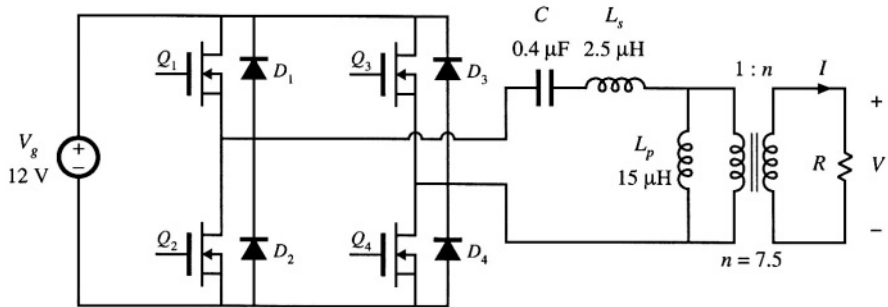 C
L_s
0.4 µF
2.5 µH
Q_1
D_1
Q_3
D_3
1 : n
I
+
V_g
+
−
12 V
L_p
15 µH
R
V
Q_2
D_2
Q_4
D_4
−
n = 7.5